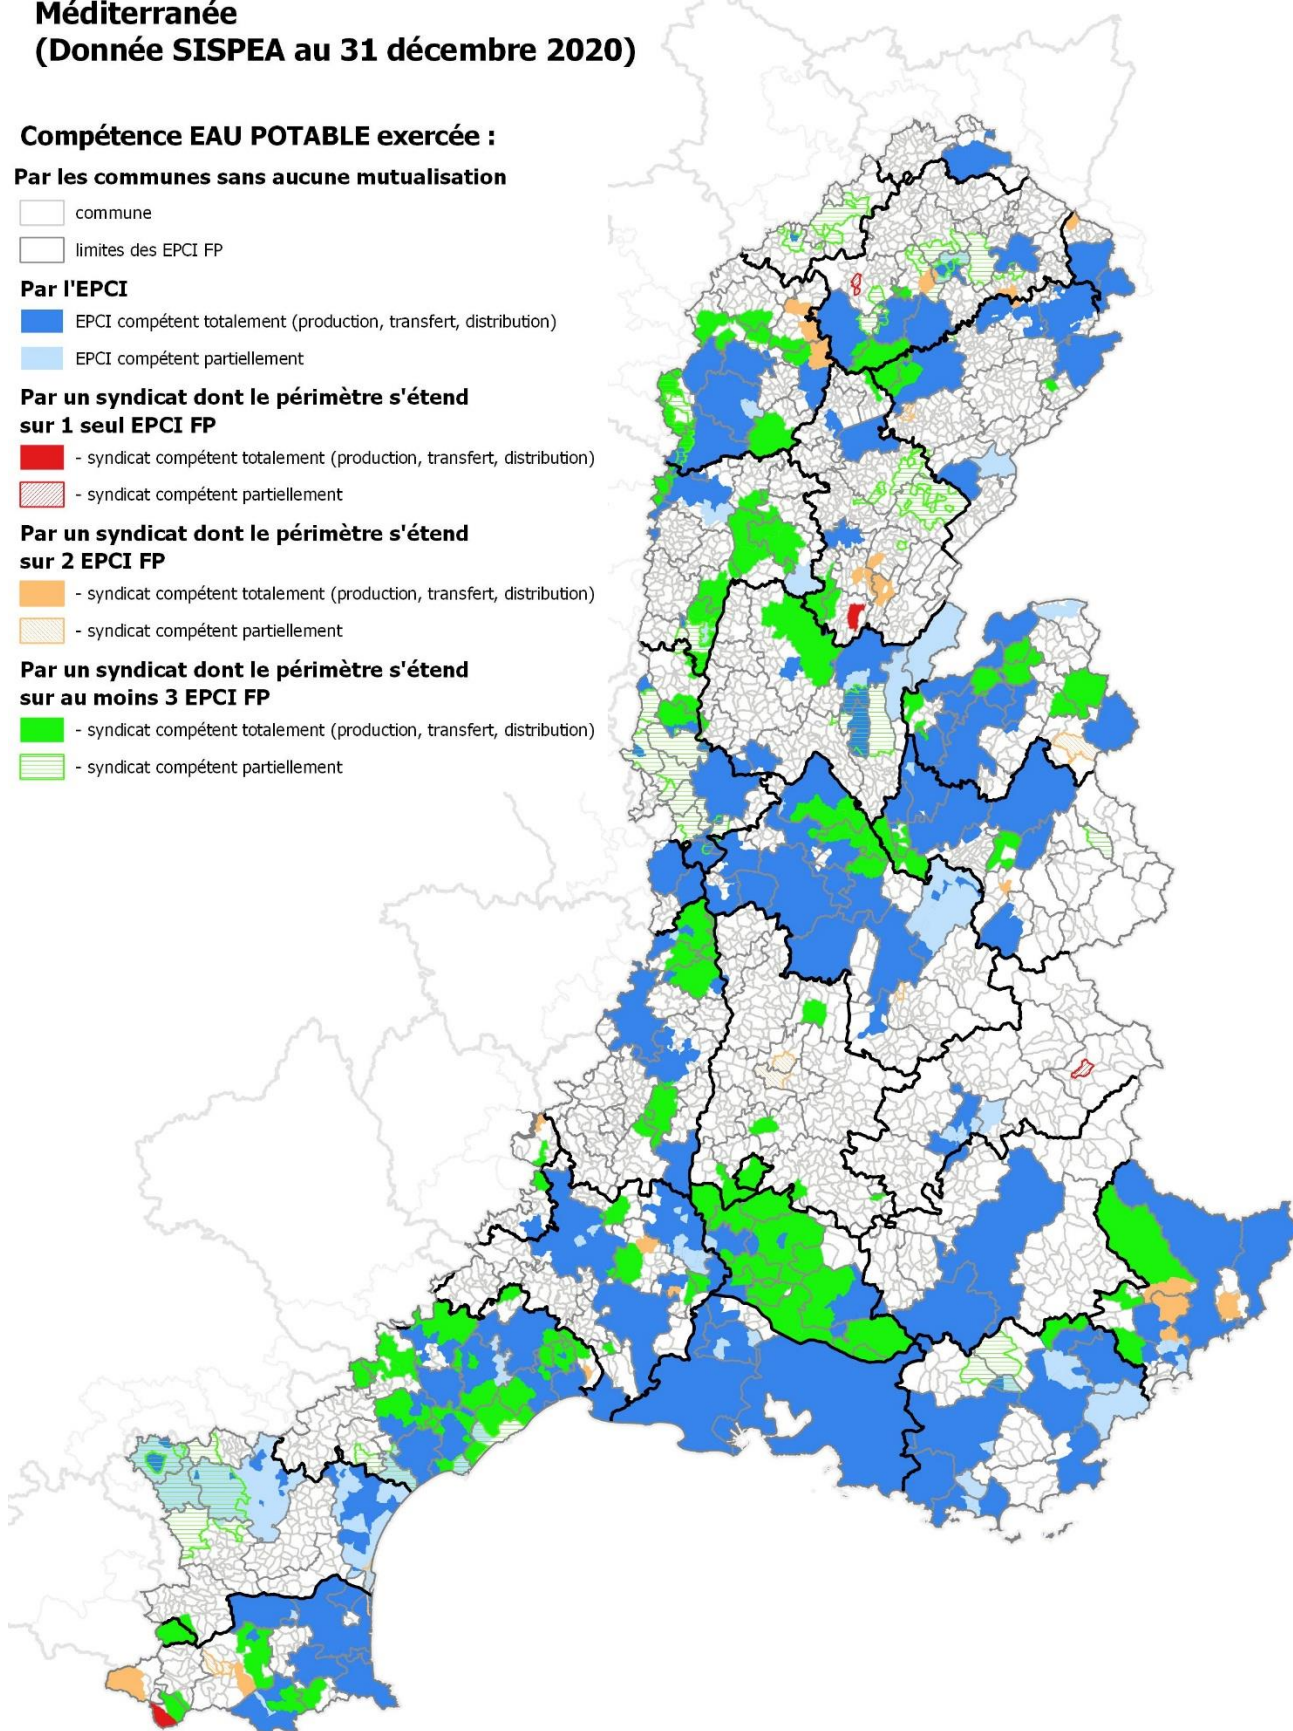 Méditerranée
(Donnée SISPEA au 31 décembre 2020)
Compétence EAU POTABLE exercée :
Par les communes sans aucune mutualisation
commune
limites des EPCI FP
Par l'EPCI
EPCI compétent totalement (production, transfert, distribution)
EPCI compétent partiellement
Par un syndicat dont le périmètre s'étend
sur 1 seul EPCI FP
- syndicat compétent totalement (production, transfert, distribution)
- syndicat compétent partiellement
Par un syndicat dont le périmètre s'étend
sur 2 EPCI FP
- syndicat compétent totalement (production, transfert, distribution)
- syndicat compétent partiellement
Par un syndicat dont le périmètre s'étend
sur au moins 3 EPCI FP
- syndicat compétent totalement (production, transfert, distribution)
- syndicat compétent partiellement